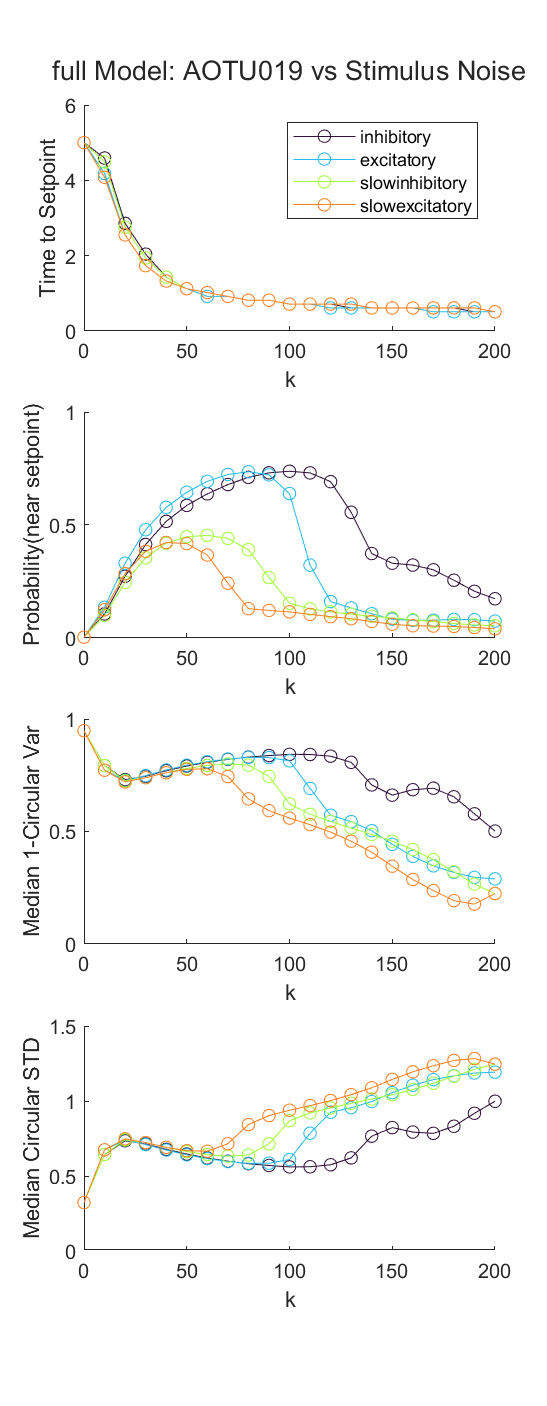 full Model: AOTU019 vs Stimulus Noise
6
4
2
0
Time to Setpoint
inhibitory
excitatory
slowinhibitory
slowexcitatory
0 50 100 150 200
k
1
0.5
0
Probability(near setpoint)
0 50 100 150 200
k
1
0.5
0
Median 1-Circular Var
0 50 100 150 200
k
1.5
1
0.5
0
Median Circular STD
0 50 100 150 200
k